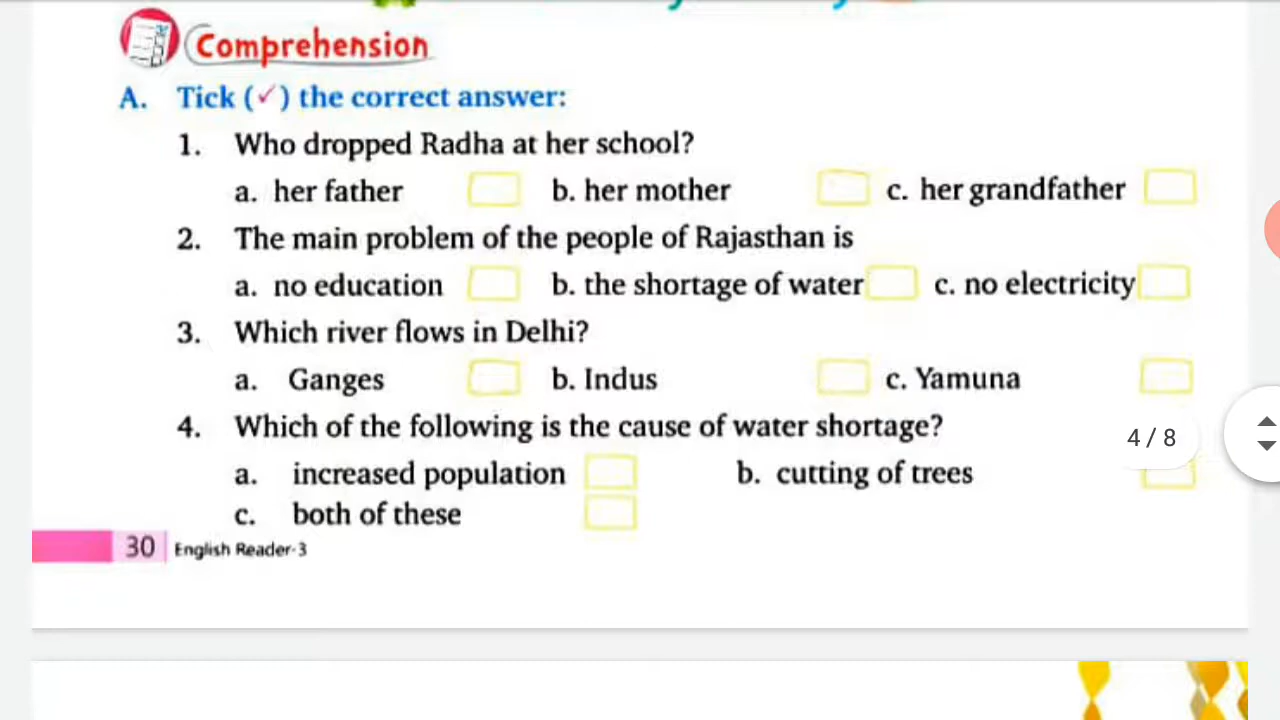 Comprehension
A. Tick (✓) the correct answer:
1. Who dropped Radha at her school?
a. her father b. her mother c. her grandfather
2. The main problem of the people of Rajasthan is
a. no education b. the shortage of water c. no electricity
3. Which river flows in Delhi?
a. Ganges b. Indus c. Yamuna
4. Which of the following is the cause of water shortage?
4 / 8
a. increased population b. cutting of trees
c. both of these
30 English Reader-3